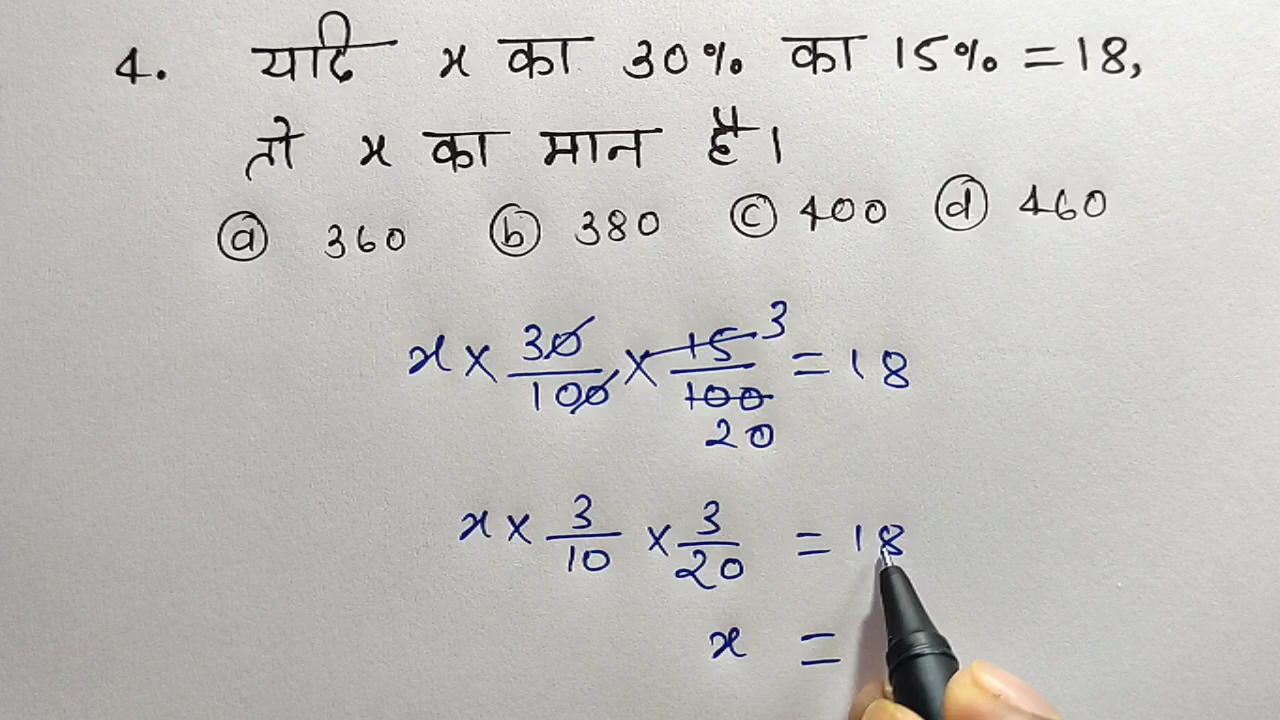 4. यदि x का 30% का 15% = 18,
तो x का मान है।
(a) 360 (b) 380 (c) 400 (d) 460
x × 30/100 × 15/100 = 18
3
20
x × 3/10 × 3/20 = 18
x =